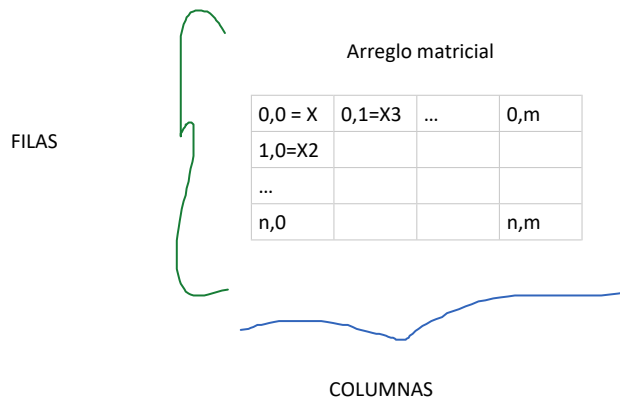 Arreglo matricial
0,0 = X 0,1=X3 ... 0,m
FILAS
1,0=X2
...
n,0 n,m
COLUMNAS